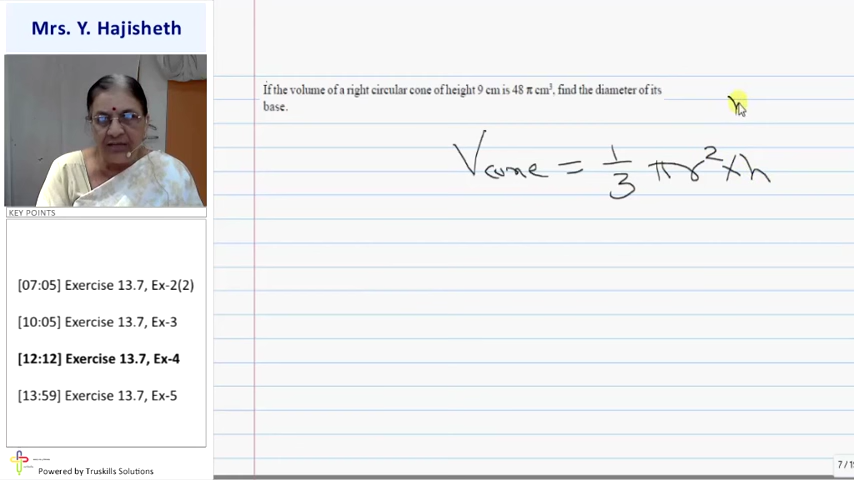 Mrs. Y. Hajisheth
If the volume of a right circular cone of height 9 cm is 48 π cm³, find the diameter of its
base.
V cone = 1/3 πr² × h
KEY POINTS
[07:05] Exercise 13.7, Ex-2(2)
[10:05] Exercise 13.7, Ex-3
[12:12] Exercise 13.7, Ex-4
[13:59] Exercise 13.7, Ex-5
Powered by Truskills Solutions